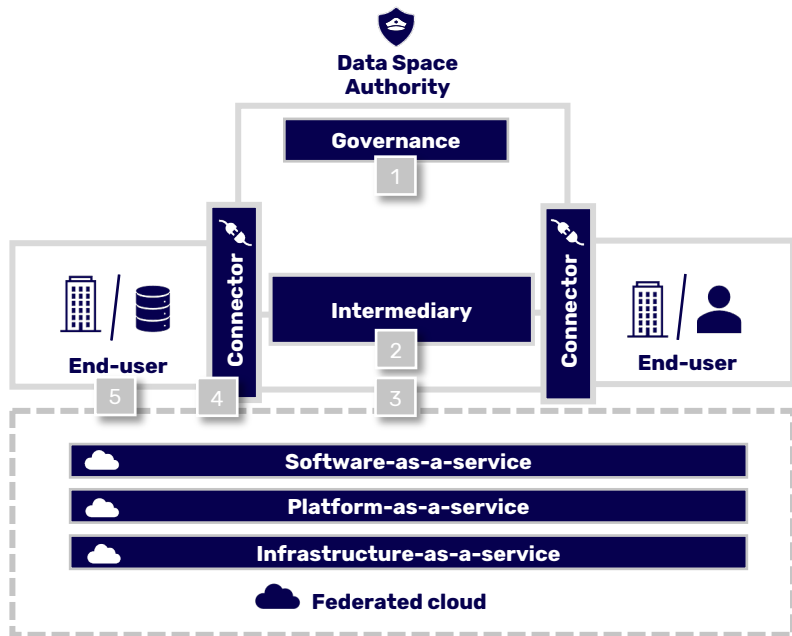 Data Space
Authority
Governance
1
Connector
Connector
Intermediary
2
End-user
End-user
5
4
3
Software-as-a-service
Platform-as-a-service
Infrastructure-as-a-service
Federated cloud